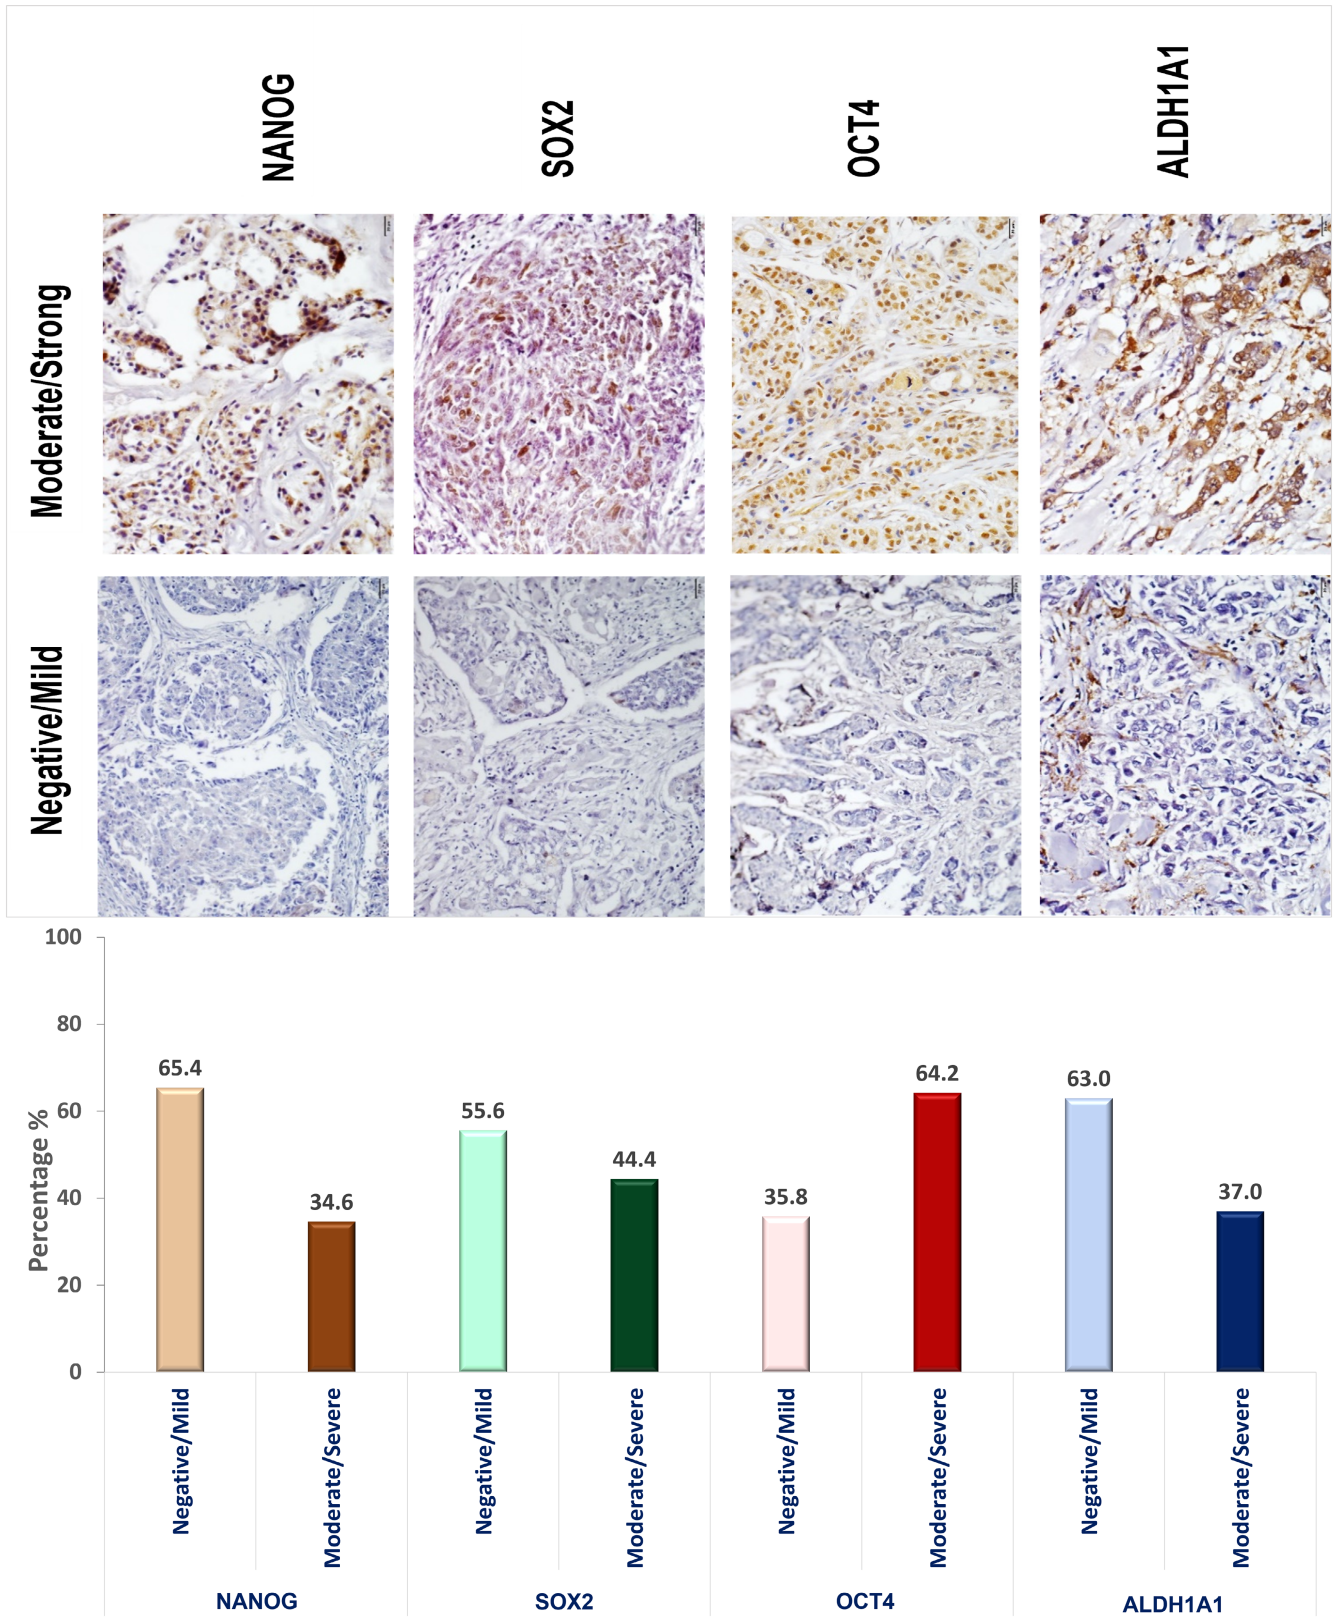 NANOG
SOX2
OCT4
ALDH1A1
Moderate/Strong
Negative/Mild
100
80
60
40
20
0
Percentage %
65.4
34.6
55.6
44.4
35.8
64.2
63.0
37.0
Negative/Mild
Moderate/Severe
Negative/Mild
Moderate/Severe
Negative/Mild
Moderate/Severe
Negative/Mild
Moderate/Severe
NANOG
SOX2
OCT4
ALDH1A1